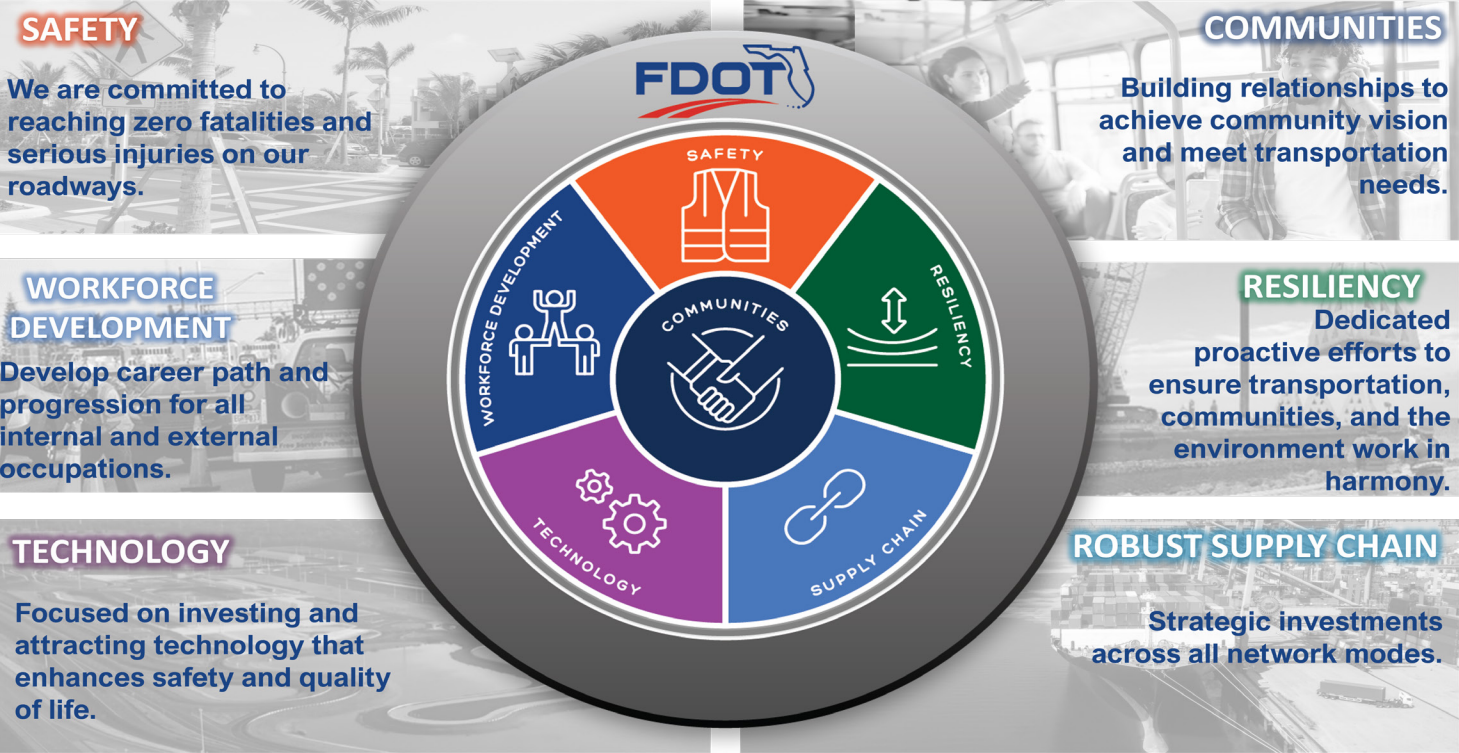 SAFETY
We are committed to
reaching zero fatalities and
serious injuries on our
roadways.
WORKFORCE
DEVELOPMENT
Develop career path and
progression for all
internal and external
occupations.
TECHNOLOGY
Focused on investing and
attracting technology that
enhances safety and quality
of life.
FDOT
SAFETY
RESILIENCY
SUPPLY CHAIN
TECHNOLOGY
WORKFORCE DEVELOPMENT
COMMUNITIES
COMMUNITIES
Building relationships to
achieve community vision
and meet transportation
needs.
RESILIENCY
Dedicated
proactive efforts to
ensure transportation,
communities, and the
environment work in
harmony.
ROBUST SUPPLY CHAIN
Strategic investments
across all network modes.